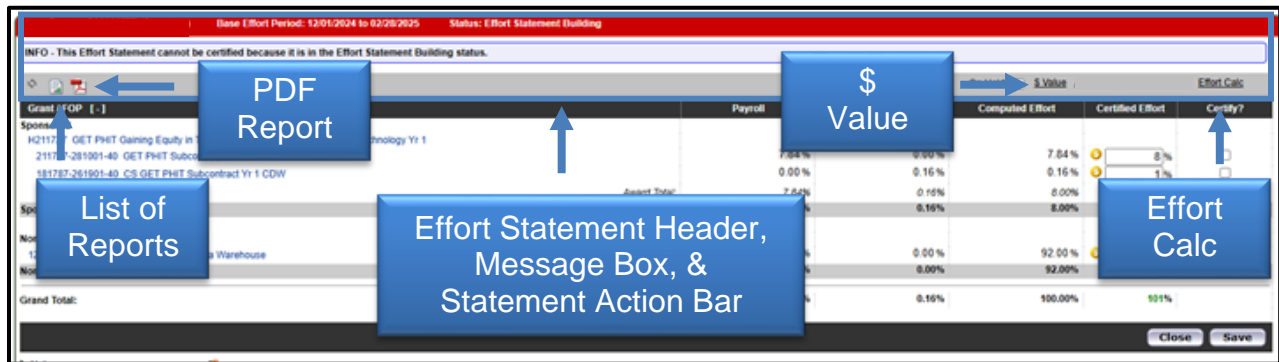 Base Effort Period: 12/01/2024 to 02/28/2025 Status: Effort Statement Building
INFO - This Effort Statement cannot be certified because it is in the Effort Statement Building status.
PDF
Report
$
Value
$ Value
Effort Calc
Grant / FOP [-] Payroll Computed Effort Certified Effort Certify?
H211 GET PHIT Gaining Equity in Yr 1
211787-281001-40 GET PHIT 7.84% 0.00% 7.84% 8 %
181787-261901-40 CS GET PHIT Subcontract Yr 1 CDW 0.00% 0.16% 0.16% 1 %
Award Total: 7.84% 0.16% 8.00%
0.16% 8.00%
List of
Reports
Effort Statement Header,
Message Box, &
Statement Action Bar
Effort
Calc
Warehouse 0.00% 92.00%
0.00% 92.00%
Grand Total: 0.16% 100.00% 101%
Close Save